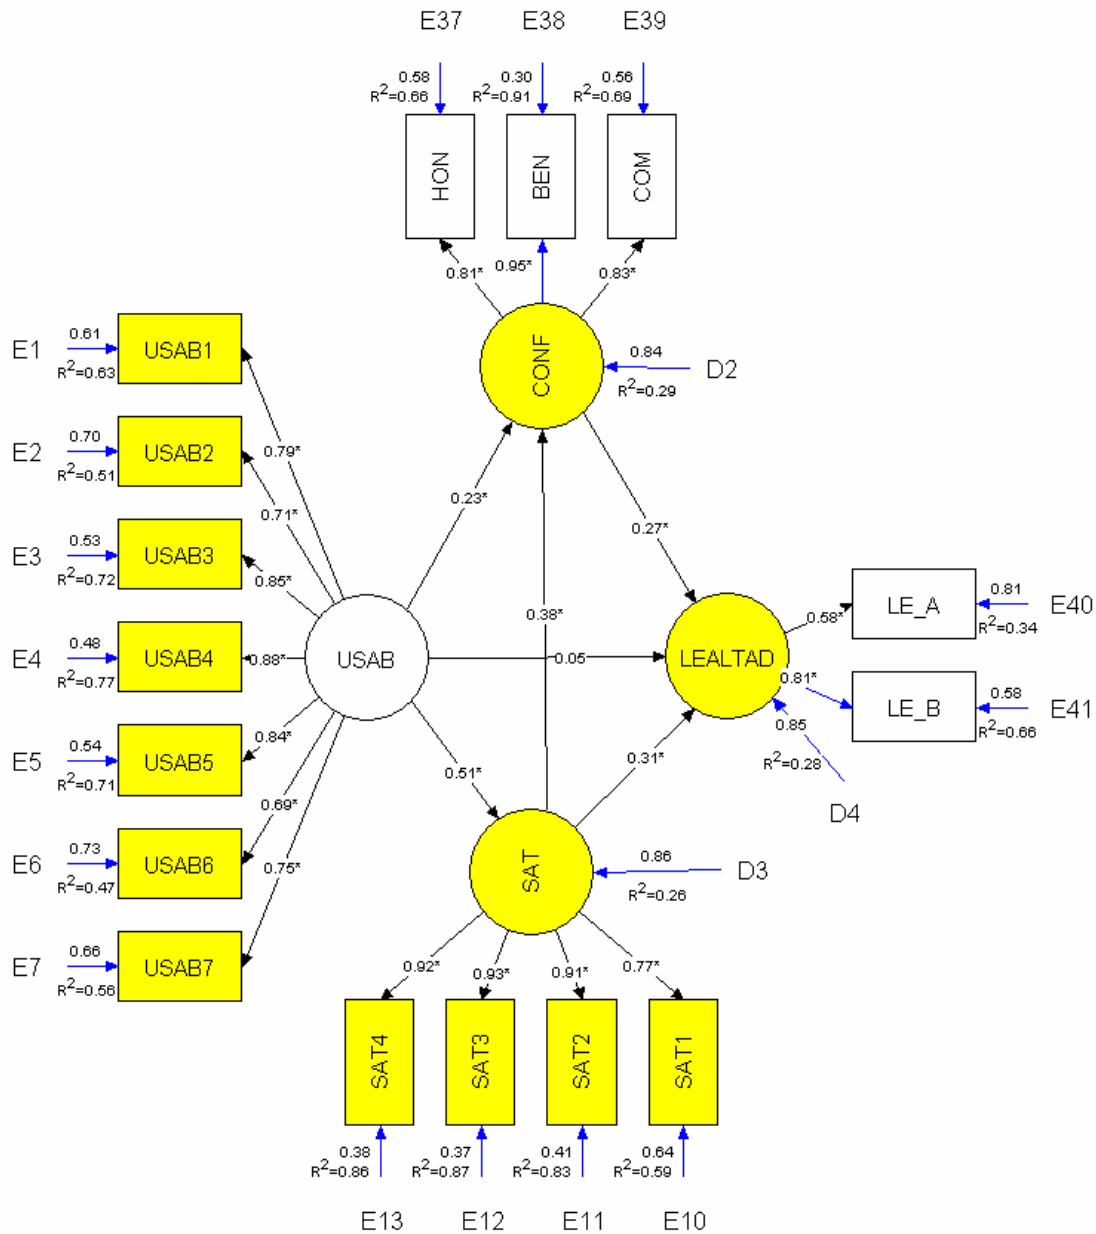 E37 E38 E39
0.58 0.30 0.56
R²=0.66 R²=0.91 R²=0.69
HON BEN COM
0.81* 0.95* 0.83*
CONF
0.84
R²=0.29
D2
E1 0.61 R²=0.63 USAB1
E2 0.70 R²=0.51 USAB2
E3 0.53 R²=0.72 USAB3
E4 0.48 R²=0.77 USAB4
E5 0.54 R²=0.71 USAB5
E6 0.73 R²=0.47 USAB6
E7 0.66 R²=0.56 USAB7
0.79*
0.71*
0.85*
0.88*
0.84*
0.69*
0.75*
USAB
0.23*
0.38*
0.27*
0.05
0.51*
0.31*
LEALTAD
0.58*
LE_A
0.81
R²=0.34
E40
0.81*
LE_B
0.58
R²=0.66
E41
0.85
R²=0.28
D4
SAT
0.86
R²=0.26
D3
0.92* 0.93* 0.91* 0.77*
SAT4 SAT3 SAT2 SAT1
0.38 0.37 0.41 0.64
R²=0.86 R²=0.87 R²=0.83 R²=0.59
E13 E12 E11 E10